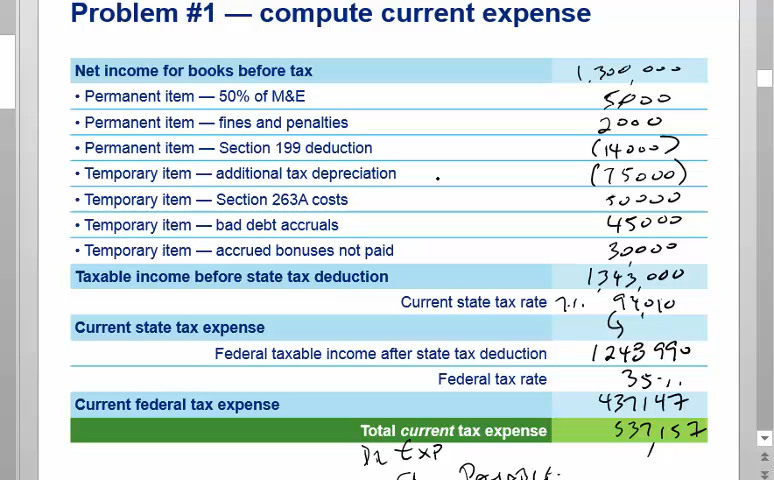 Problem #1 — compute current expense
Net income for books before tax 1,300,000
• Permanent item — 50% of M&E 5000
• Permanent item — fines and penalties 2000
• Permanent item — Section 199 deduction (14000)
• Temporary item — additional tax depreciation (75000)
• Temporary item — Section 263A costs 50000
• Temporary item — bad debt accruals 45000
• Temporary item — accrued bonuses not paid 30000
Taxable income before state tax deduction 1343,000
Current state tax rate 7%. 94010
Current state tax expense
Federal taxable income after state tax deduction 1243990
Federal tax rate 35%
Current federal tax expense 437147
Total current tax expense 537157
Dr Exp
Payable.